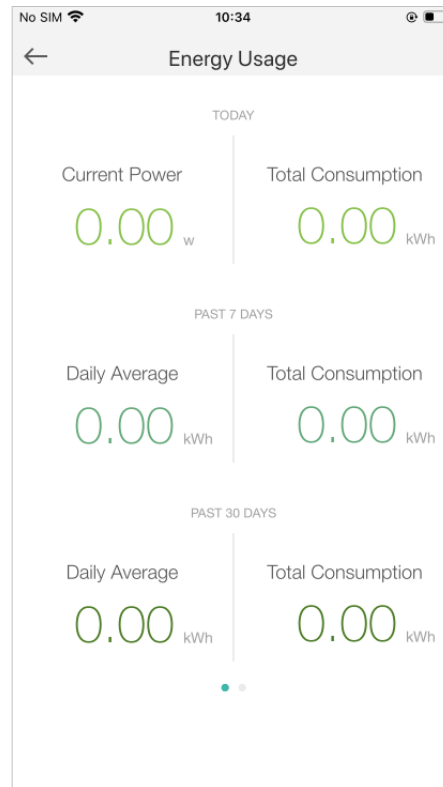 No SIM 10:34
Energy Usage
TODAY
Current Power Total Consumption
0.00 w 0.00 kWh
PAST 7 DAYS
Daily Average Total Consumption
0.00 kWh 0.00 kWh
PAST 30 DAYS
Daily Average Total Consumption
0.00 kWh 0.00 kWh